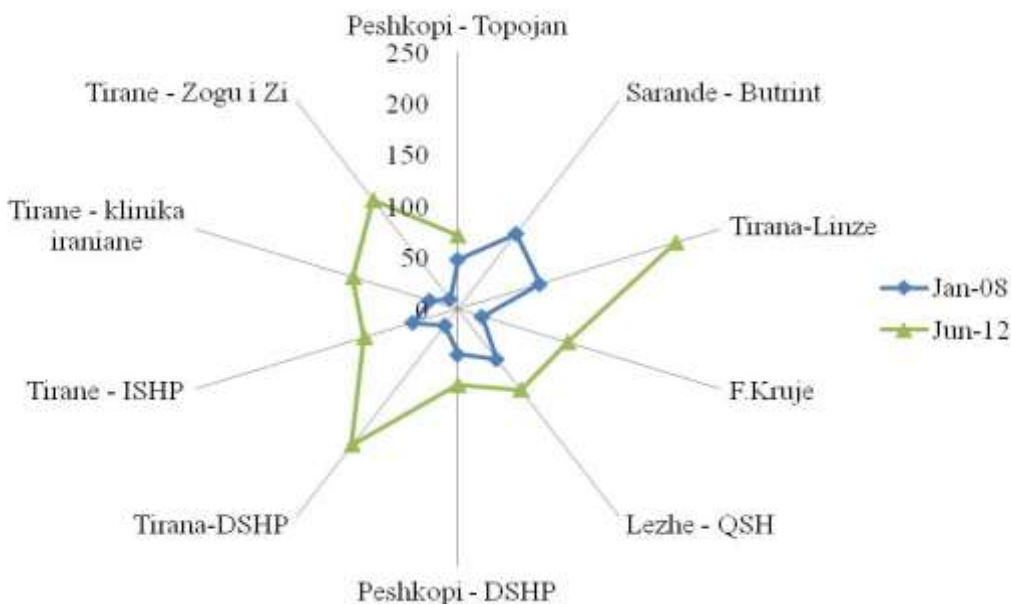 Peshkopi - Topojan
250
200
150
100
50
0
Sarande - Butrint
Tirana-Linze
F.Kruje
Lezhe - QSH
Peshkopi - DSHP
Tirana-DSHP
Tirane - ISHP
Tirane - klinika
iraniane
Tirane - Zogu i Zi
Jan-08
Jun-12